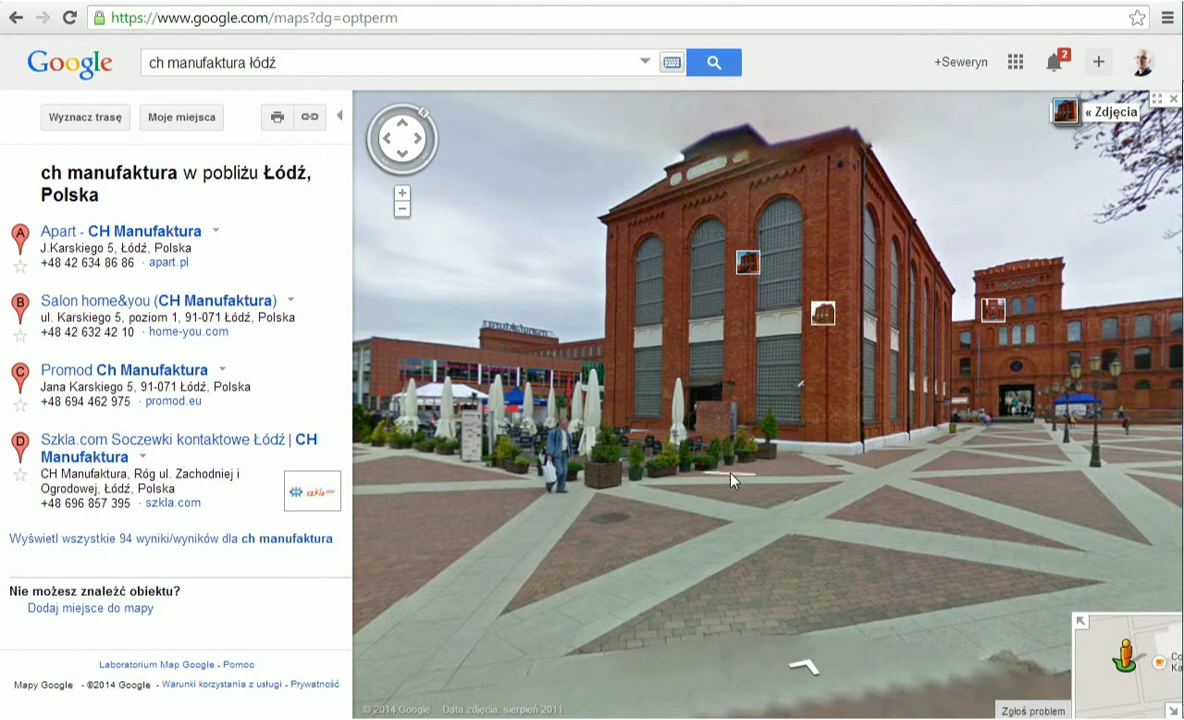 https://www.google.com/maps?dg=optperm
Google
ch manufaktura łódź
+Seweryn
2
Wyznacz trasę
Moje miejsca
« Zdjęcia
ch manufaktura w pobliżu Łódź,
Polska
A
Apart - CH Manufaktura
J.Karskiego 5, Łódź, Polska
+48 42 634 86 86 · apart.pl
B
Salon home&you (CH Manufaktura)
ul. Karskiego 5, poziom 1, 91-071 Łódź, Polska
+48 42 632 42 10 · home-you.com
C
Promod Ch Manufaktura
Jana Karskiego 5, 91-071 Łódź, Polska
+48 694 462 975 · promod.eu
D
Szkla.com Soczewki kontaktowe Łódź | CH
Manufaktura
CH Manufaktura, Róg ul. Zachodniej i
Ogrodowej, Łódź, Polska
+48 696 857 395 · szkla.com
szkla.com
Wyświetl wszystkie 94 wyniki/wyników dla ch manufaktura
Nie możesz znaleźć obiektu?
Dodaj miejsce do mapy
Laboratorium Map Google - Pomoc
Mapy Google - ©2014 Google - Warunki korzystania z usługi - Prywatność
© 2014 Google Data zdjęcia: sierpień 2011
Zgłoś problem
Co
Ka